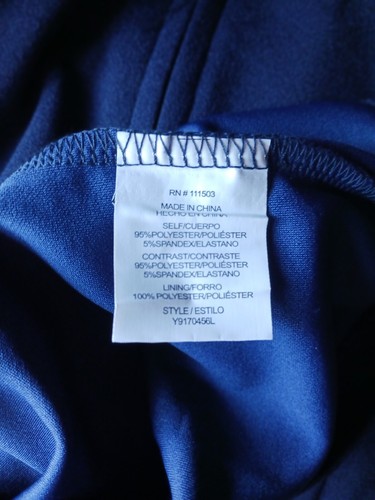 RN # 111503
MADE IN CHINA
HECHO EN CHINA
SELF/CUERPO
95%POLYESTER/POLIÉSTER
5%SPANDEX/ELASTANO
CONTRAST/CONTRASTE
95%POLYESTER/POLIÉSTER
5%SPANDEX/ELASTANO
LINING/FORRO
100% POLYESTER/POLIÉSTER
STYLE / ESTILO
Y9170456L